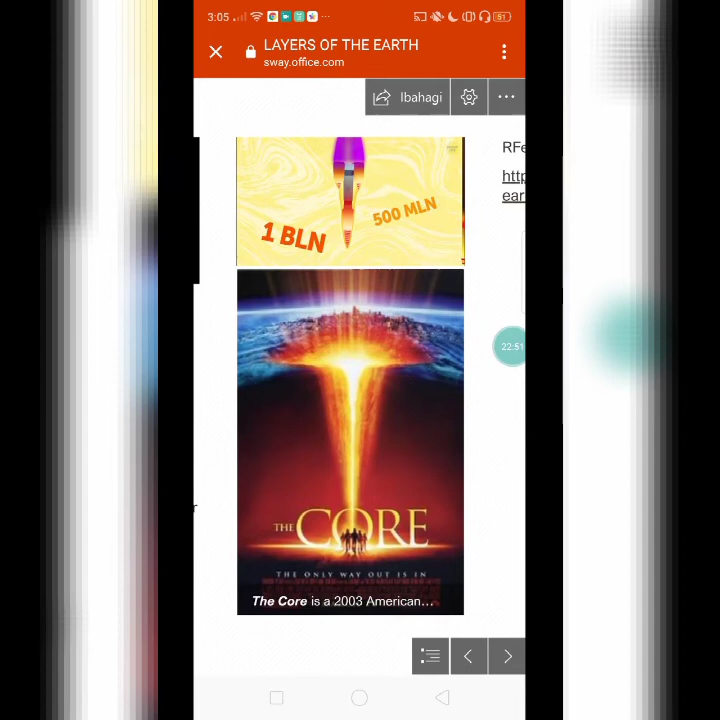 3:05
51
LAYERS OF THE EARTH
sway.office.com
Ibahagi
RFe
http
ear
1 BLN
500 MLN
22:51
r
THE CORE
THE ONLY WAY OUT IS IN
The Core is a 2003 American...